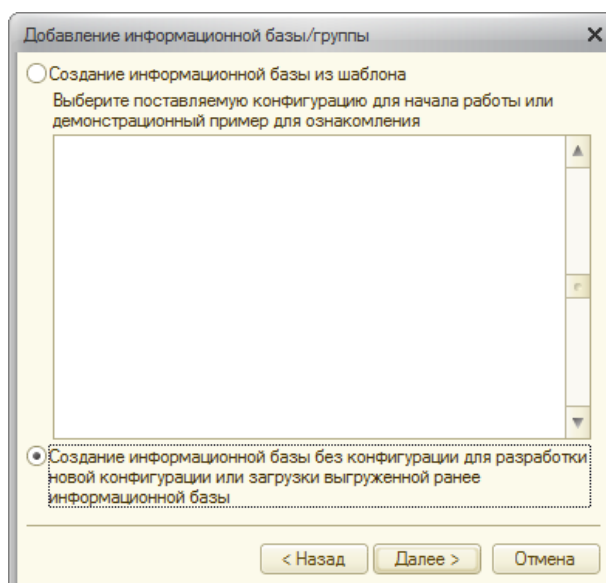 Добавление информационной базы/группы
Создание информационной базы из шаблона
Выберите поставляемую конфигурацию для начала работы или
демонстрационный пример для ознакомления
Создание информационной базы без конфигурации для разработки
новой конфигурации или загрузки выгруженной ранее
информационной базы
< Назад Далее > Отмена